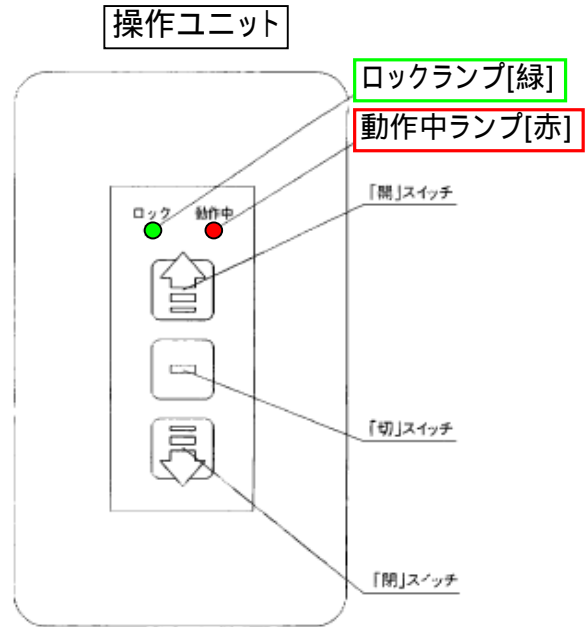 操作ユニット
ロックランプ[緑]
動作中ランプ[赤]
「開」スイッチ
ロック 動作中
「切」スイッチ
「閉」スイッチ